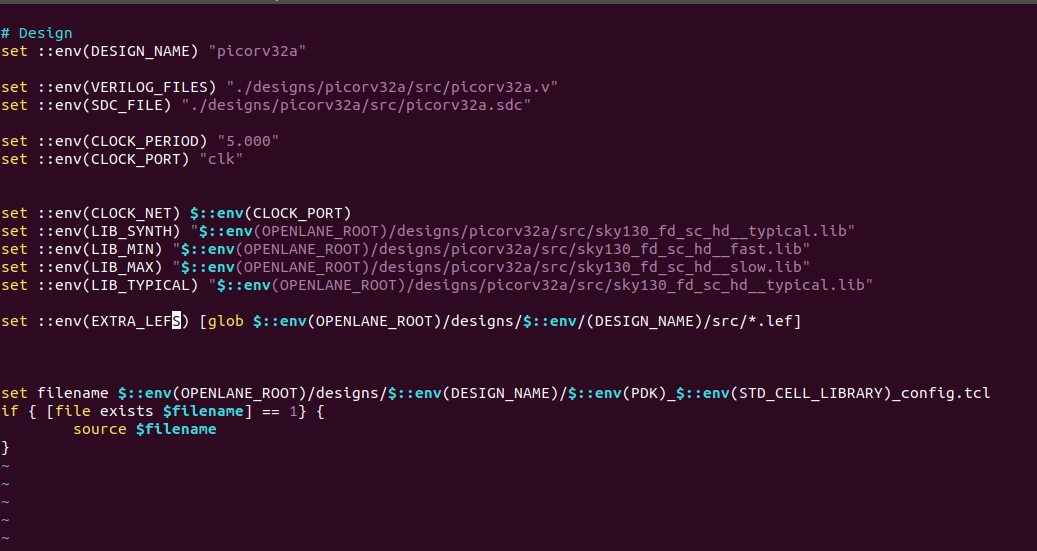 # Design
set ::env(DESIGN_NAME) "picorv32a"
set ::env(VERILOG_FILES) "./designs/picorv32a/src/picorv32a.v"
set ::env(SDC_FILE) "./designs/picorv32a/src/picorv32a.sdc"
set ::env(CLOCK_PERIOD) "5.000"
set ::env(CLOCK_PORT) "clk"
set ::env(CLOCK_NET) $::env(CLOCK_PORT)
set ::env(LIB_SYNTH) "$::env(OPENLANE_ROOT)/designs/picorv32a/src/sky130_fd_sc_hd__typical.lib"
set ::env(LIB_MIN) "$::env(OPENLANE_ROOT)/designs/picorv32a/src/sky130_fd_sc_hd__fast.lib"
set ::env(LIB_MAX) "$::env(OPENLANE_ROOT)/designs/picorv32a/src/sky130_fd_sc_hd__slow.lib"
set ::env(LIB_TYPICAL) "$::env(OPENLANE_ROOT)/designs/picorv32a/src/sky130_fd_sc_hd__typical.lib"
set ::env(EXTRA_LEFS) [glob $::env(OPENLANE_ROOT)/designs/$::env/(DESIGN_NAME)/src/*.lef]
set filename $::env(OPENLANE_ROOT)/designs/$::env(DESIGN_NAME)/$::env(PDK)_$::env(STD_CELL_LIBRARY)_config.tcl
if { [file exists $filename] == 1} {
        source $filename
}
~
~
~
~
~